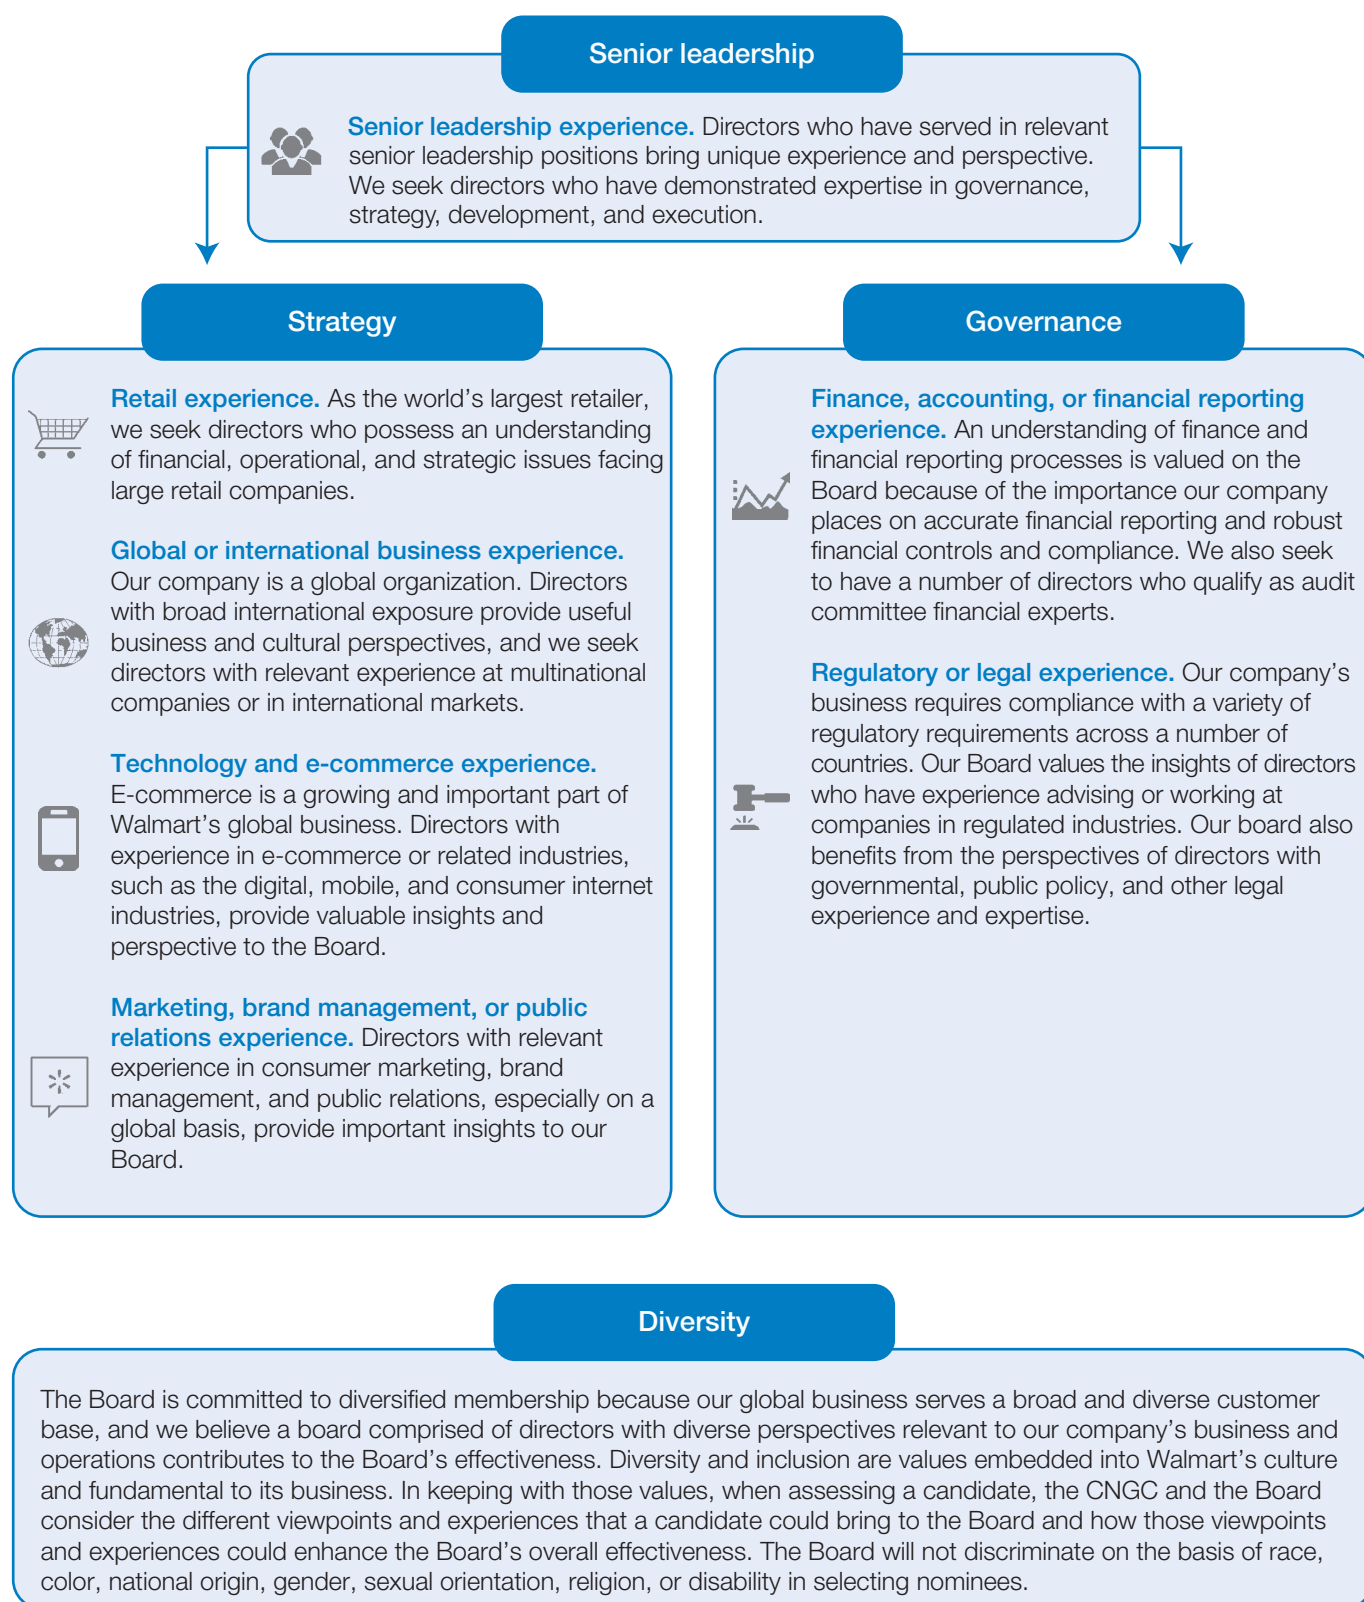 Senior leadership
Senior leadership experience. Directors who have served in relevant
senior leadership positions bring unique experience and perspective.
We seek directors who have demonstrated expertise in governance,
strategy, development, and execution.
Strategy
Retail experience. As the world’s largest retailer,
we seek directors who possess an understanding
of financial, operational, and strategic issues facing
large retail companies.
Global or international business experience.
Our company is a global organization. Directors
with broad international exposure provide useful
business and cultural perspectives, and we seek
directors with relevant experience at multinational
companies or in international markets.
Technology and e-commerce experience.
E-commerce is a growing and important part of
Walmart’s global business. Directors with
experience in e-commerce or related industries,
such as the digital, mobile, and consumer internet
industries, provide valuable insights and
perspective to the Board.
Marketing, brand management, or public
relations experience. Directors with relevant
experience in consumer marketing, brand
management, and public relations, especially on a
global basis, provide important insights to our
Board.
Governance
Finance, accounting, or financial reporting
experience. An understanding of finance and
financial reporting processes is valued on the
Board because of the importance our company
places on accurate financial reporting and robust
financial controls and compliance. We also seek
to have a number of directors who qualify as audit
committee financial experts.
Regulatory or legal experience. Our company’s
business requires compliance with a variety of
regulatory requirements across a number of
countries. Our Board values the insights of directors
who have experience advising or working at
companies in regulated industries. Our board also
benefits from the perspectives of directors with
governmental, public policy, and other legal
experience and expertise.
Diversity
The Board is committed to diversified membership because our global business serves a broad and diverse customer
base, and we believe a board comprised of directors with diverse perspectives relevant to our company’s business and
operations contributes to the Board’s effectiveness. Diversity and inclusion are values embedded into Walmart’s culture
and fundamental to its business. In keeping with those values, when assessing a candidate, the CNGC and the Board
consider the different viewpoints and experiences that a candidate could bring to the Board and how those viewpoints
and experiences could enhance the Board’s overall effectiveness. The Board will not discriminate on the basis of race,
color, national origin, gender, sexual orientation, religion, or disability in selecting nominees.